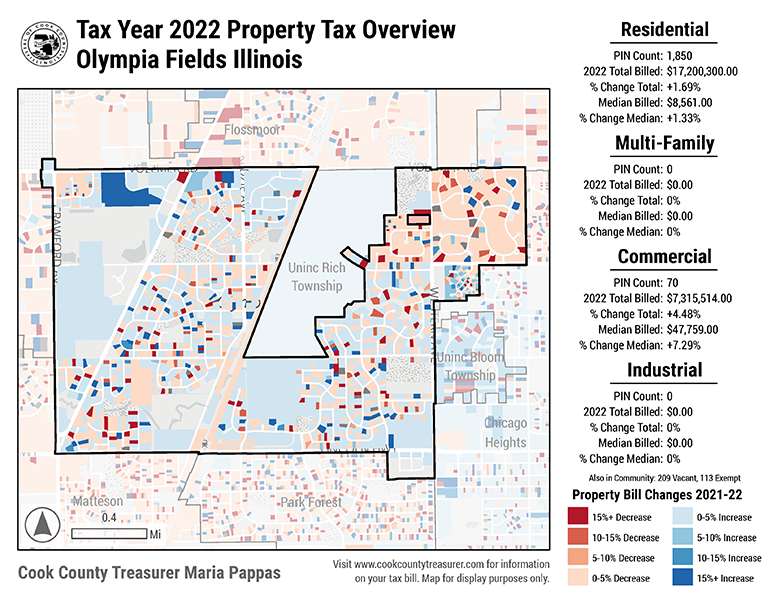 Tax Year 2022 Property Tax Overview
Olympia Fields Illinois
Flossmoor
Uninc Rich
Township
Uninc Bloom
Township
Chicago
Heights
Matteson
Park Forest
0.4
Mi
Cook County Treasurer Maria Pappas
Visit www.cookcountytreasurer.com for information
on your tax bill. Map for display purposes only.
Residential
PIN Count: 1,850
2022 Total Billed: $17,200,300.00
% Change Total: +1.69%
Median Billed: $8,561.00
% Change Median: +1.33%
Multi-Family
PIN Count: 0
2022 Total Billed: $0.00
% Change Total: 0%
Median Billed: $0.00
% Change Median: 0%
Commercial
PIN Count: 70
2022 Total Billed: $7,315,514.00
% Change Total: +4.48%
Median Billed: $47,759.00
% Change Median: +7.29%
Industrial
PIN Count: 0
2022 Total Billed: $0.00
% Change Total: 0%
Median Billed: $0.00
% Change Median: 0%
Also in Community: 209 Vacant, 113 Exempt
Property Bill Changes 2021-22
15%+ Decrease
10-15% Decrease
5-10% Decrease
0-5% Decrease
0-5% Increase
5-10% Increase
10-15% Increase
15%+ Increase